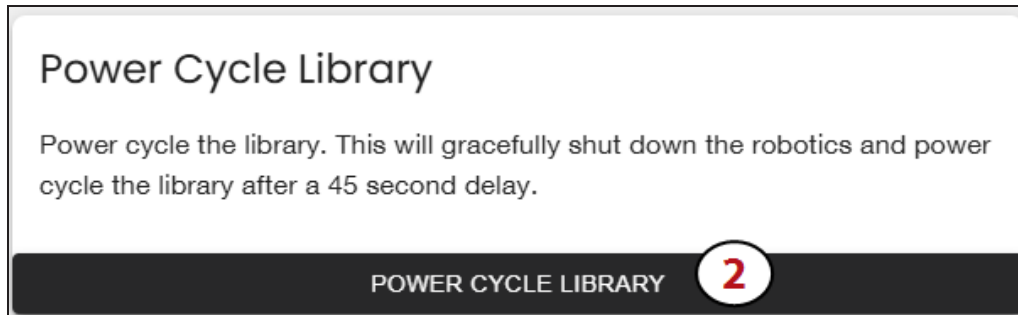 Power Cycle Library
Power cycle the library. This will gracefully shut down the robotics and power
cycle the library after a 45 second delay.
POWER CYCLE LIBRARY 2